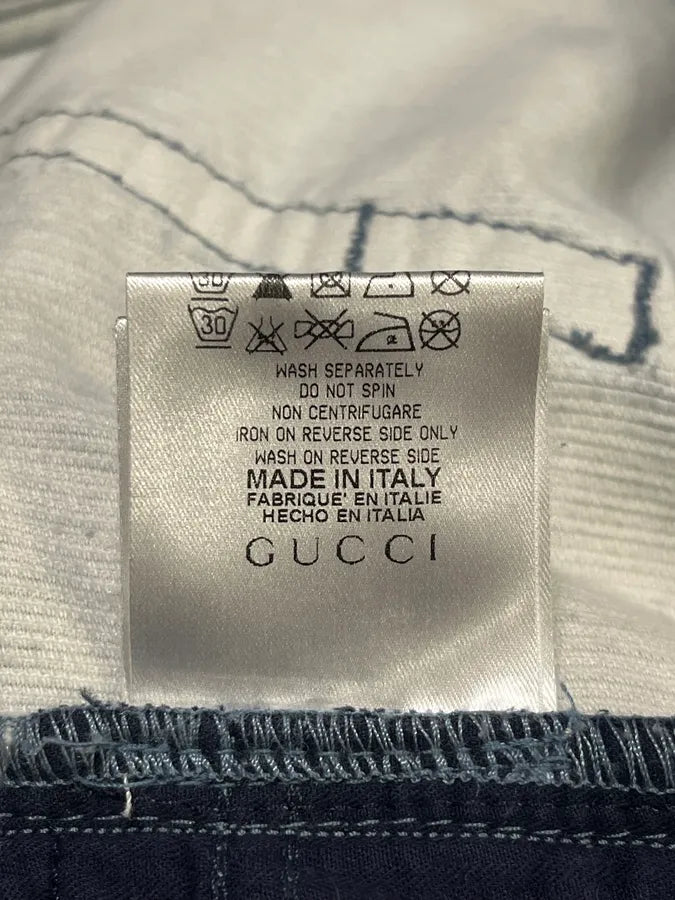 30
30
WASH SEPARATELY
DO NOT SPIN
NON CENTRIFUGARE
IRON ON REVERSE SIDE ONLY
WASH ON REVERSE SIDE
MADE IN ITALY
FABRIQUE' EN ITALIE
HECHO EN ITALIA
GUCCI